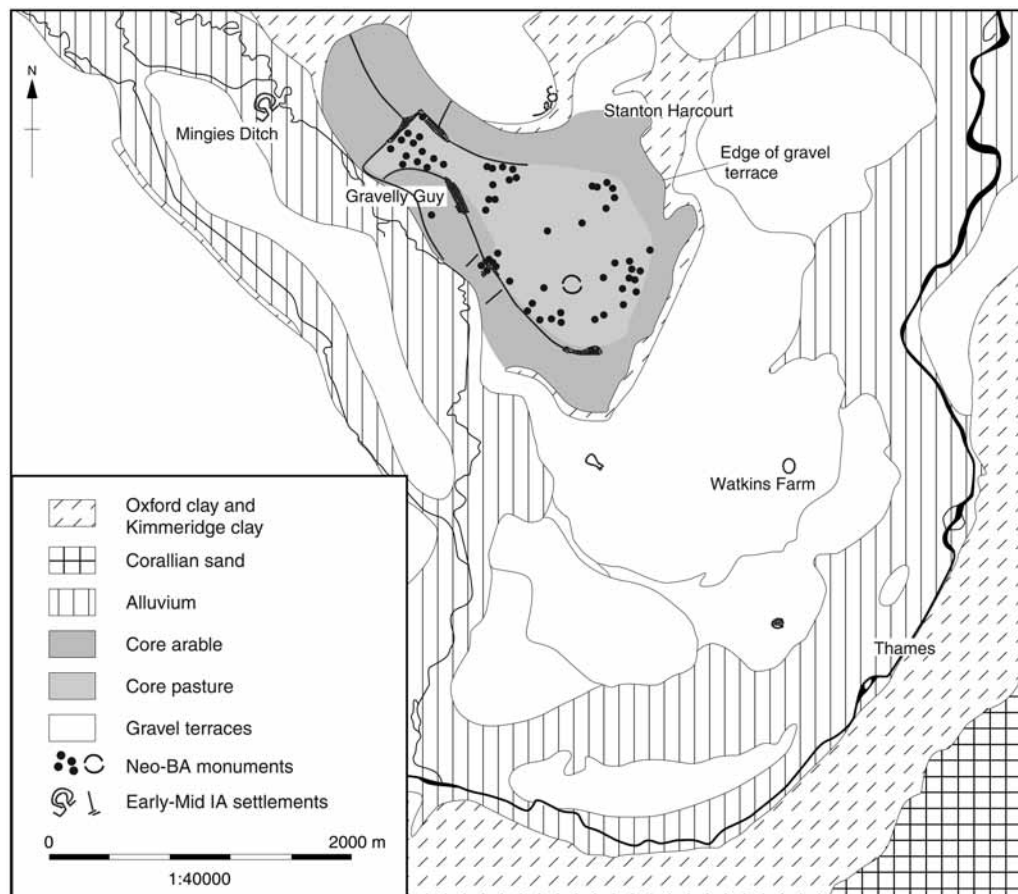 N
Mingies Ditch
Stanton Harcourt
Edge of gravel
terrace
Gravelly Guy
Watkins Farm
Thames
Oxford clay and
Kimmeridge clay
Corallian sand
Alluvium
Core arable
Core pasture
Gravel terraces
Neo-BA monuments
Early-Mid IA settlements
0 2000 m
1:40000